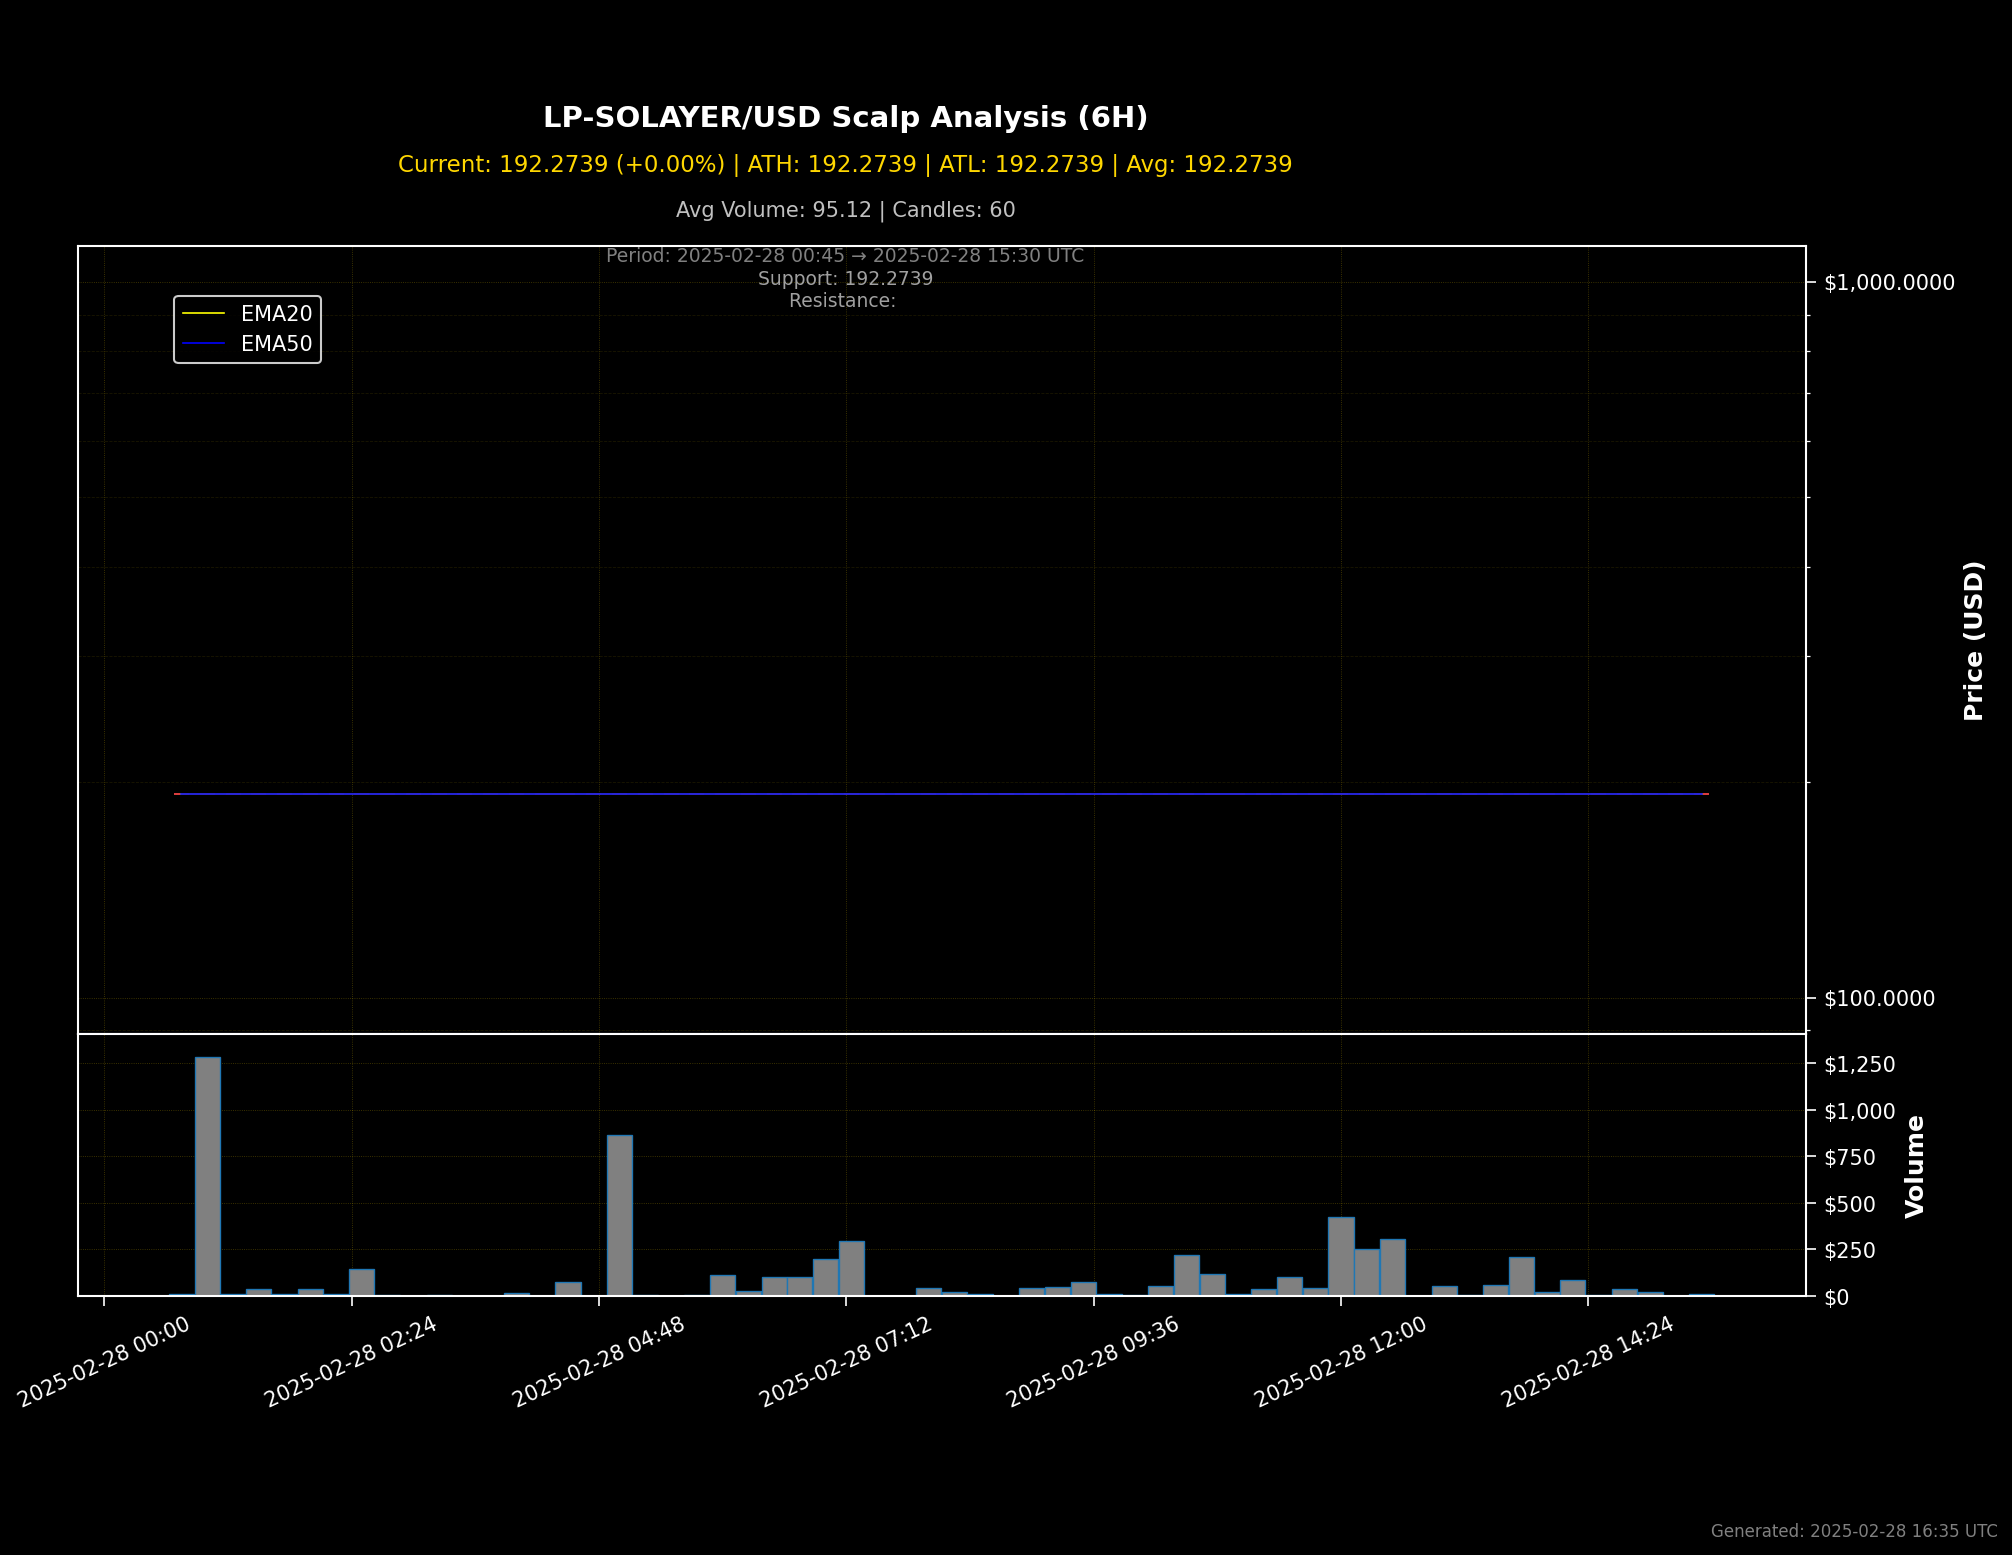 LP-SOLAYER/USD Scalp Analysis (6H)
Current: 192.2739 (+0.00%) | ATH: 192.2739 | ATL: 192.2739 | Avg: 192.2739
Avg Volume: 95.12 | Candles: 60
Period: 2025-02-28 00:45 → 2025-02-28 15:30 UTC
Support: 192.2739
Resistance:
EMA20
EMA50
$1,000.0000
$100.0000
Price (USD)
$1,250
$1,000
$750
$500
$250
$0
Volume
2025-02-28 00:00
2025-02-28 02:24
2025-02-28 04:48
2025-02-28 07:12
2025-02-28 09:36
2025-02-28 12:00
2025-02-28 14:24
Generated: 2025-02-28 16:35 UTC